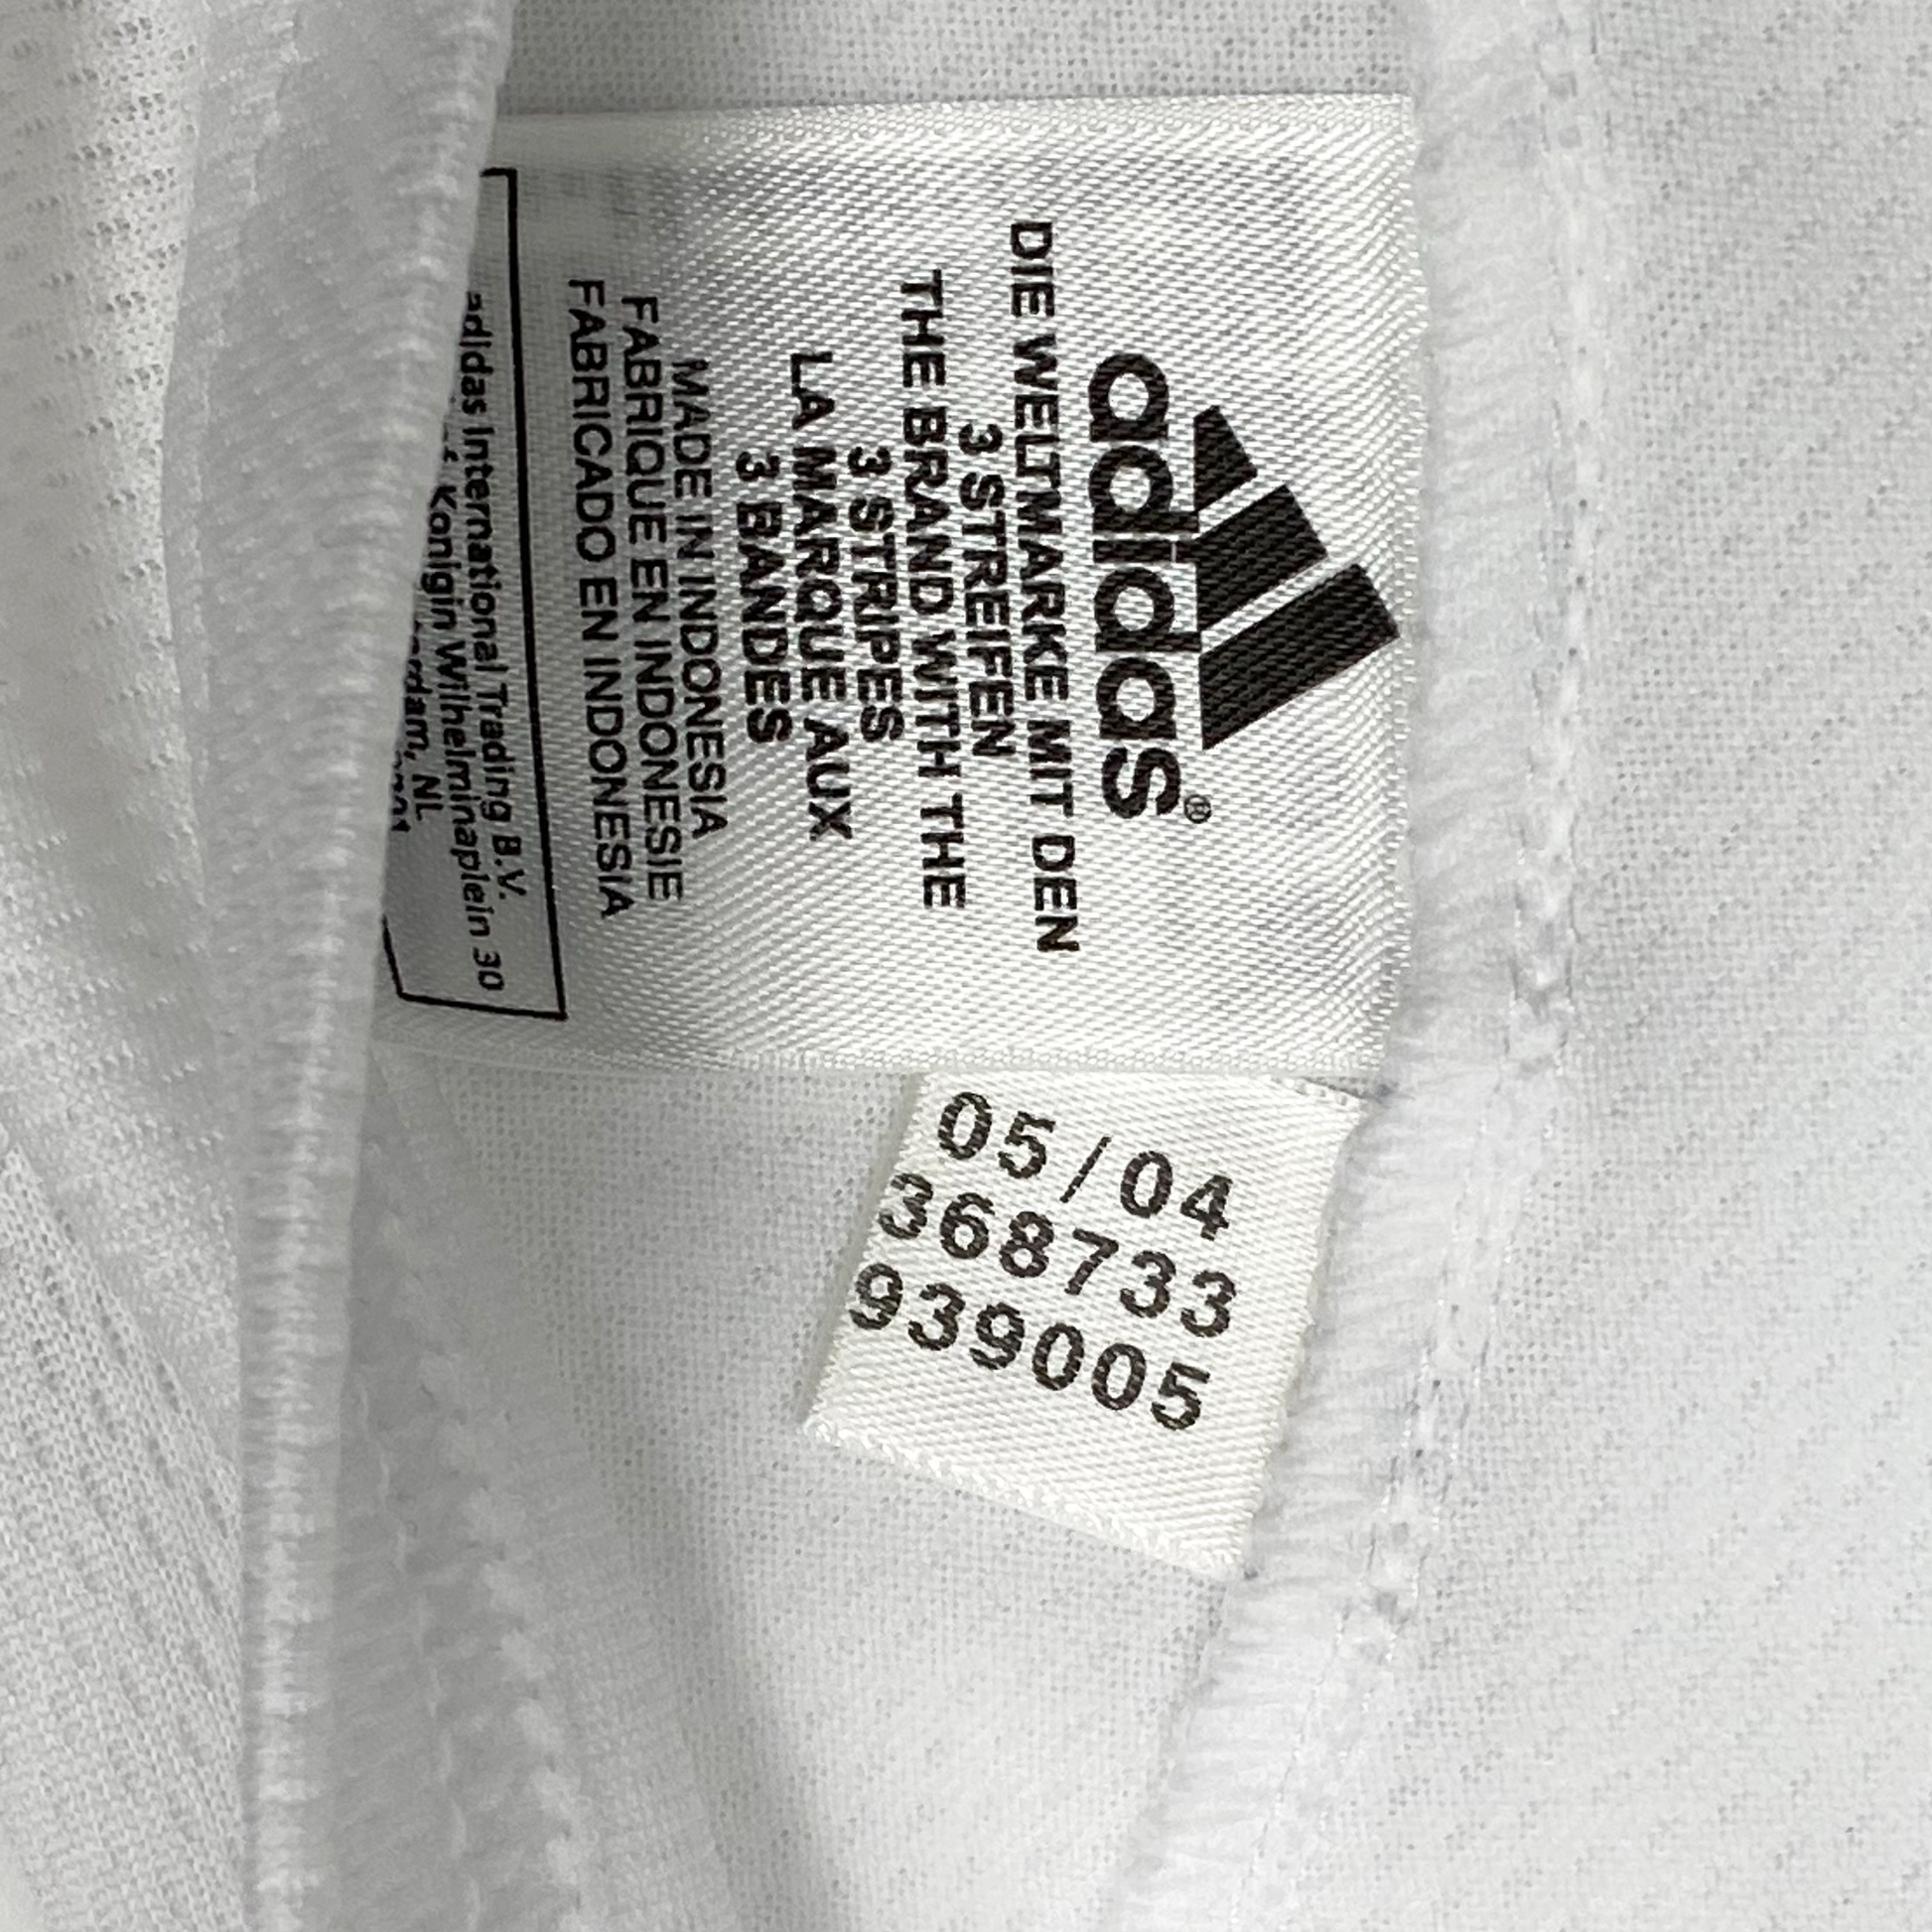 adidas®
DIE WELTMARKE MIT DEN
3 STREIFEN
THE BRAND WITH THE
3 STRIPES
LA MARQUE AUX
3 BANDES
MADE IN INDONESIA
FABRIQUE EN INDONESIE
FABRICADO EN INDONESIA
adidas International Trading B.V.
Konigin Wilhelminaplein 30
NL
05/04
368733
939005